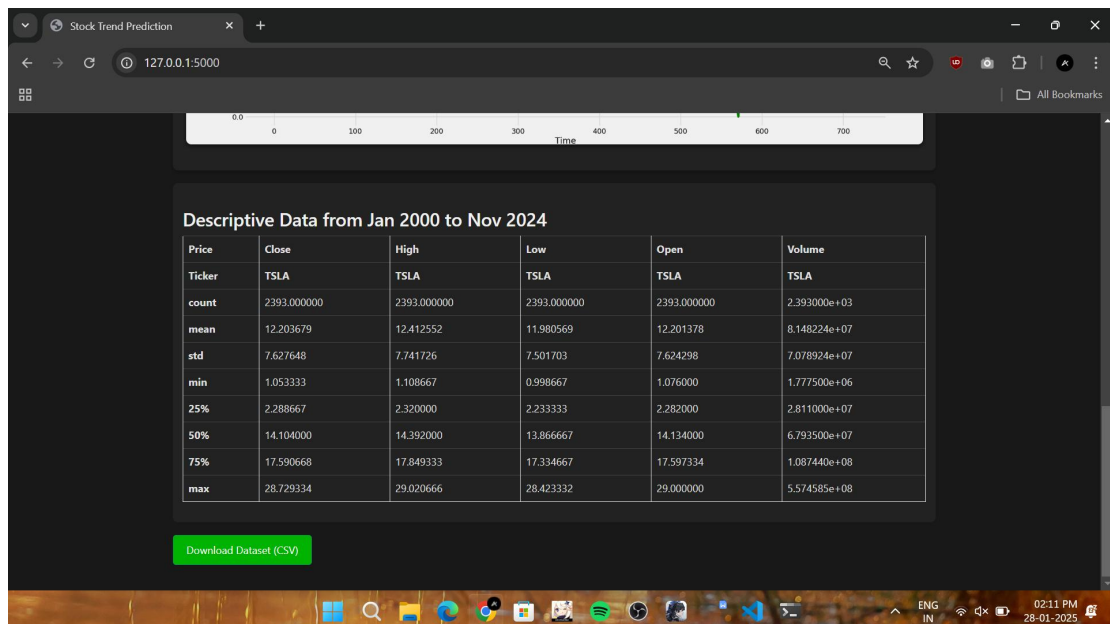 Stock Trend Prediction
127.0.0.1:5000
All Bookmarks
0.0
0 100 200 300 400 500 600 700
Time
Descriptive Data from Jan 2000 to Nov 2024
Price Close High Low Open Volume
Ticker TSLA TSLA TSLA TSLA TSLA
count 2393.000000 2393.000000 2393.000000 2393.000000 2.393000e+03
mean 12.203679 12.412552 11.980569 12.201378 8.148224e+07
std 7.627648 7.741726 7.501703 7.624298 7.078924e+07
min 1.053333 1.108667 0.998667 1.076000 1.777500e+06
25% 2.288667 2.320000 2.233333 2.282000 2.811000e+07
50% 14.104000 14.392000 13.866667 14.134000 6.793500e+07
75% 17.590668 17.849333 17.334667 17.597334 1.087440e+08
max 28.729334 29.020666 28.423332 29.000000 5.574585e+08
Download Dataset (CSV)
ENG
IN
02:11 PM
28-01-2025